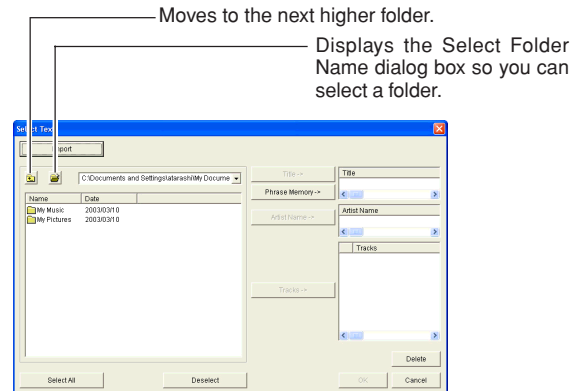 Moves to the next higher folder.
Displays the Select Folder
Name dialog box so you can
select a folder.
Select Text
Import
C:\Documents and Settings\atarashi\My Docume
Name Date
My Music 2003/03/10
My Pictures 2003/03/10
Title->
Phrase Memory->
Artist Name->
Tracks->
Title
Artist Name
Tracks
Delete
Select All Deselect OK Cancel